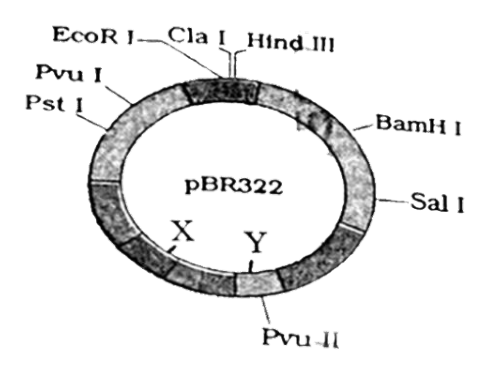 EcoR I
Cla I
Hind III
Pvu I
Pst I
BamH I
pBR322
Sal I
X
Y
Pvu II